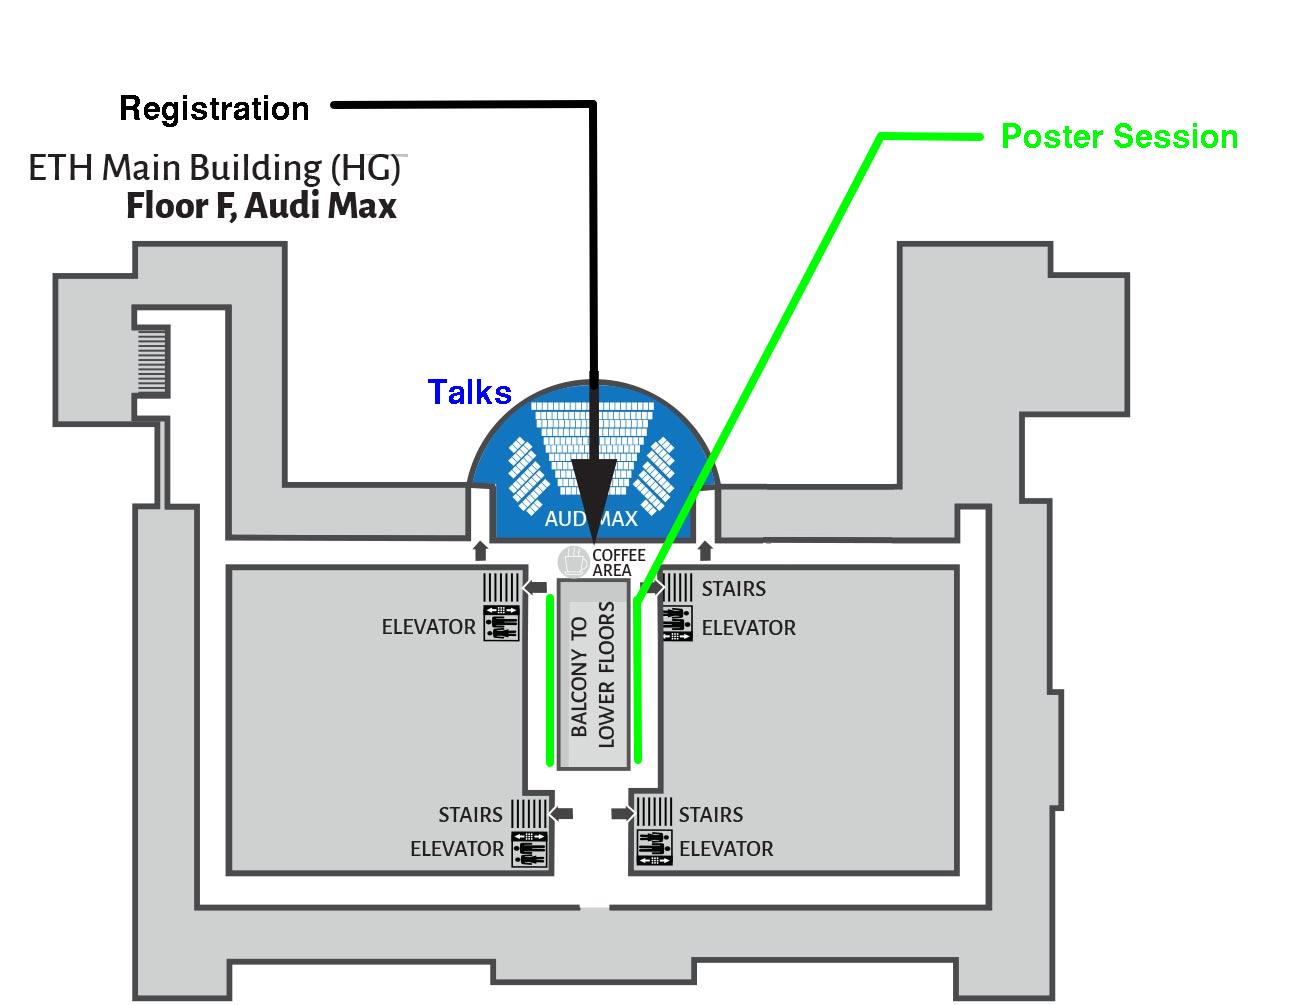 Registration
Poster Session
ETH Main Building (HG)
Floor F, Audi Max
Talks
AUDI MAX
COFFEE
AREA
STAIRS
ELEVATOR
ELEVATOR
BALCONY TO
LOWER FLOORS
STAIRS
STAIRS
ELEVATOR
ELEVATOR